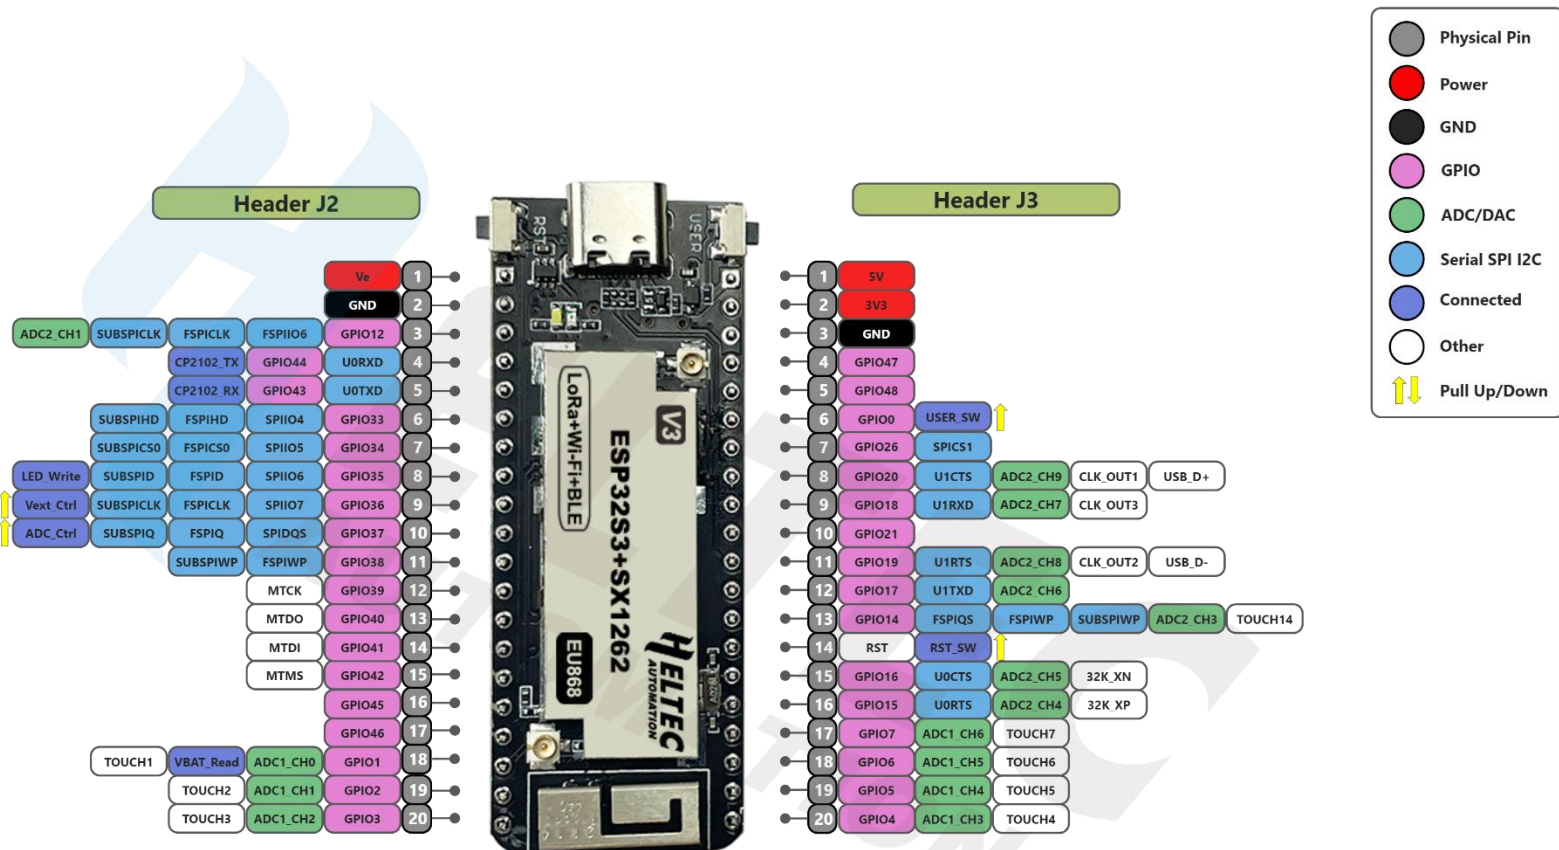 Header J2
Ve 1
GND 2
ADC2_CH1 SUBSPICLK FSPICLK FSPIIO6 GPIO12 3
CP2102_TX GPIO44 U0RXD 4
CP2102_RX GPIO43 U0TXD 5
SUBSPIHD FSPIHD SPIIO4 GPIO33 6
SUBSPICS0 FSPICS0 SPIIO5 GPIO34 7
LED_Write SUBSPID FSPID SPIIO6 GPIO35 8
Vext_Ctrl SUBSPICLK FSPICLK SPIIO7 GPIO36 9
ADC_Ctrl SUBSPIQ FSPIQ SPIDQS GPIO37 10
SUBSPIWP FSPIWP GPIO38 11
MTCK GPIO39 12
MTDO GPIO40 13
MTDI GPIO41 14
MTMS GPIO42 15
GPIO45 16
GPIO46 17
TOUCH1 VBAT_Read ADC1_CH0 GPIO1 18
TOUCH2 ADC1_CH1 GPIO2 19
TOUCH3 ADC1_CH2 GPIO3 20
RST
USER
LoRa+Wi-Fi+BLE
V3
ESP32S3+SX1262
EU868
HELTEC
AUTOMATION
Header J3
1 5V
2 3V3
3 GND
4 GPIO47
5 GPIO48
6 GPIO0 USER_SW
7 GPIO26 SPICS1
8 GPIO20 U1CTS ADC2_CH9 CLK_OUT1 USB_D+
9 GPIO18 U1RXD ADC2_CH7 CLK_OUT3
10 GPIO21
11 GPIO19 U1RTS ADC2_CH8 CLK_OUT2 USB_D-
12 GPIO17 U1TXD ADC2_CH6
13 GPIO14 FSPIQS FSPIWP SUBSPIWP ADC2_CH3 TOUCH14
14 RST RST_SW
15 GPIO16 U0CTS ADC2_CH5 32K_XN
16 GPIO15 U0RTS ADC2_CH4 32K_XP
17 GPIO7 ADC1_CH6 TOUCH7
18 GPIO6 ADC1_CH5 TOUCH6
19 GPIO5 ADC1_CH4 TOUCH5
20 GPIO4 ADC1_CH3 TOUCH4
Physical Pin
Power
GND
GPIO
ADC/DAC
Serial SPI I2C
Connected
Other
Pull Up/Down